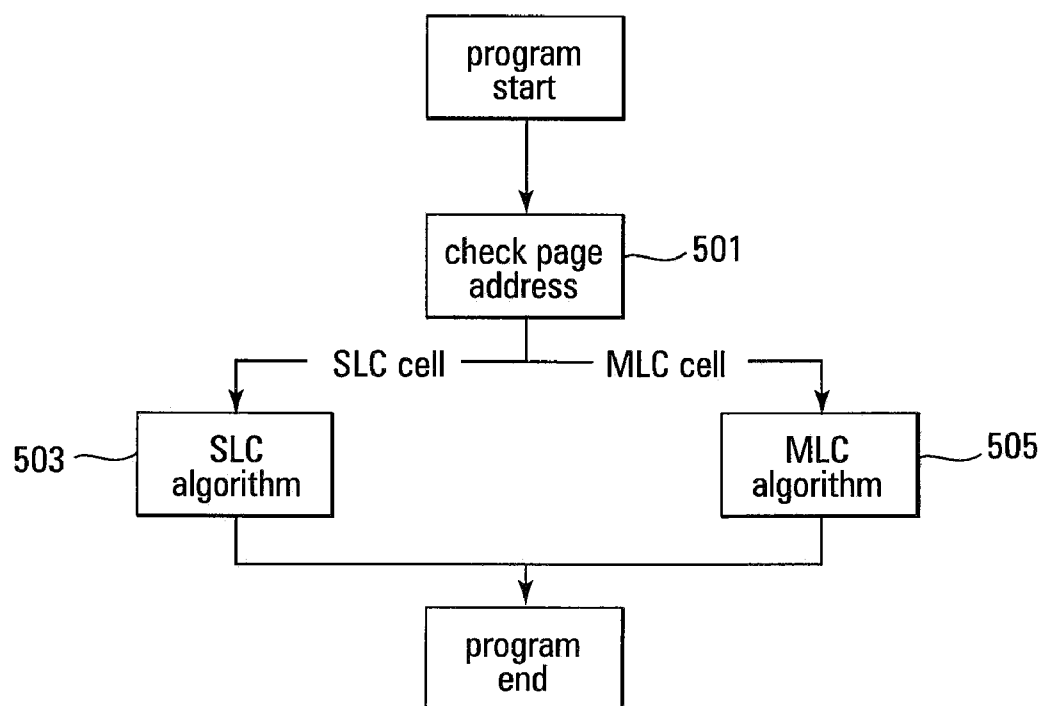 program
start
check page
address
501
SLC cell
MLC cell
503
SLC
algorithm
MLC
algorithm
505
program
end